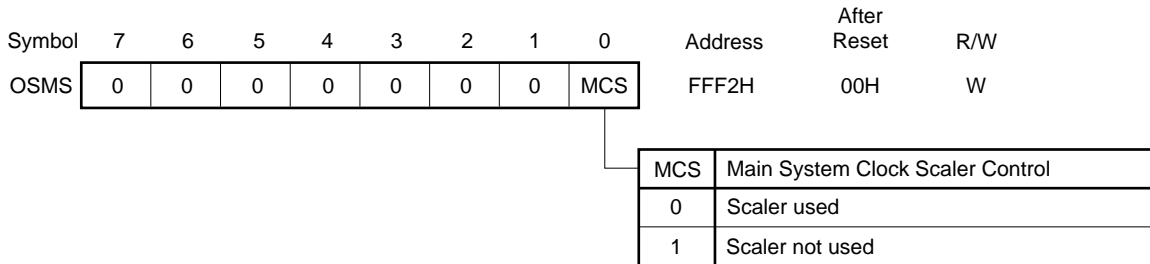 After
Symbol 7 6 5 4 3 2 1 0 Address Reset R/W
OSMS 0 0 0 0 0 0 0 MCS FFF2H 00H W
MCS Main System Clock Scaler Control
0 Scaler used
1 Scaler not used